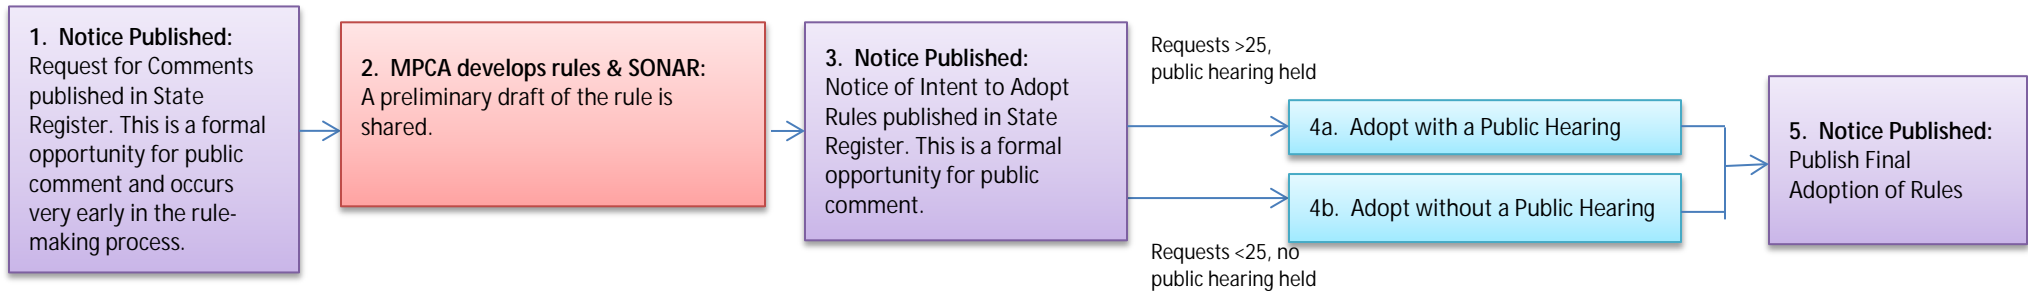 1. Notice Published:
Request for Comments
published in State
Register. This is a formal
opportunity for public
comment and occurs
very early in the rule-
making process.
2. MPCA develops rules & SONAR:
A preliminary draft of the rule is
shared.
3. Notice Published:
Notice of Intent to Adopt
Rules published in State
Register. This is a formal
opportunity for public
comment.
Requests >25,
public hearing held
4a. Adopt with a Public Hearing
4b. Adopt without a Public Hearing
Requests <25, no
public hearing held
5. Notice Published:
Publish Final
Adoption of Rules